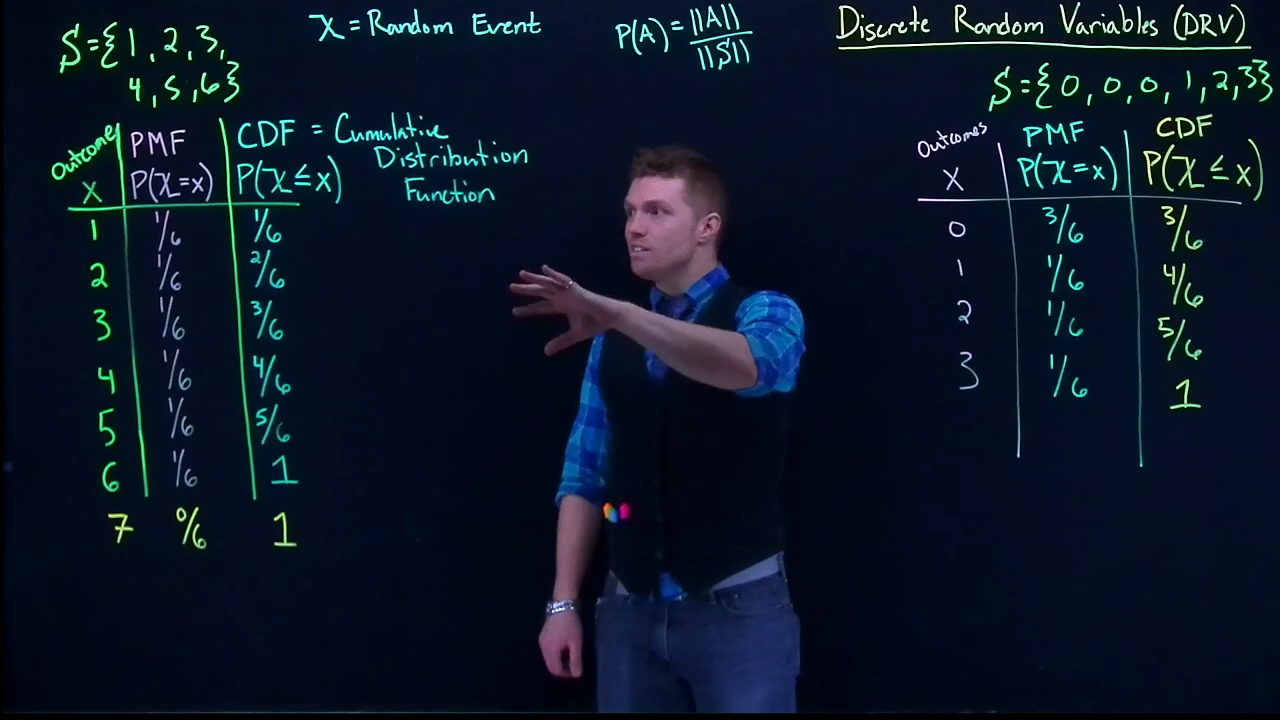 Discrete Random Variables (DRV)
X = Random Event
P(A) = ||A|| / ||S||
S={1, 2, 3,
4, 5, 6}
Outcomes PMF CDF = Cumulative
Distribution
X P(X=x) P(X≤x) Function
1 1/6 1/6
2 1/6 2/6
3 1/6 3/6
4 1/6 4/6
5 1/6 5/6
6 1/6 1
7 0/6 1
S={0, 0, 0, 1, 2, 3}
Outcomes PMF CDF
X P(X=x) P(X≤x)
0 3/6 3/6
1 1/6 4/6
2 1/6 5/6
3 1/6 1